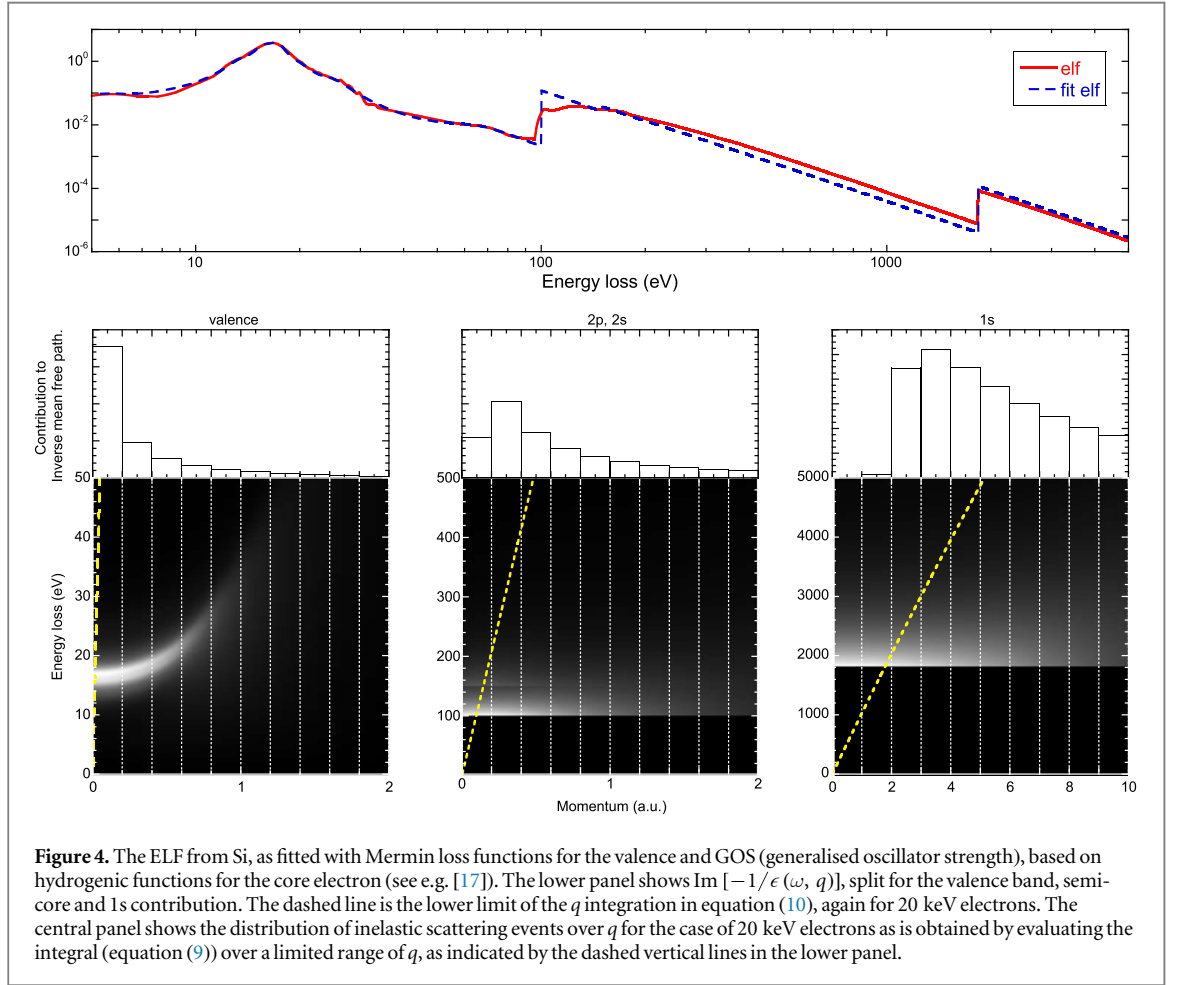 10^0
10^-2
10^-4
10^-6
elf
fit elf
10
100
1000
Energy loss (eV)
valence
2p, 2s
1s
Contribution to
Inverse mean free path.
50
40
30
20
10
0
500
400
300
200
100
0
5000
4000
3000
2000
1000
0
Energy loss (eV)
0
1
2
0
1
2
0
2
4
6
8
10
Momentum (a.u.)
Figure 4. The ELF from Si, as fitted with Mermin loss functions for the valence and GOS (generalised oscillator strength), based on
hydrogenic functions for the core electron (see e.g. [17]). The lower panel shows Im [−1/ϵ (ω, q)], split for the valence band, semi-
core and 1s contribution. The dashed line is the lower limit of the q integration in equation (10), again for 20 keV electrons. The
central panel shows the distribution of inelastic scattering events over q for the case of 20 keV electrons as is obtained by evaluating the
integral (equation (9)) over a limited range of q, as indicated by the dashed vertical lines in the lower panel.